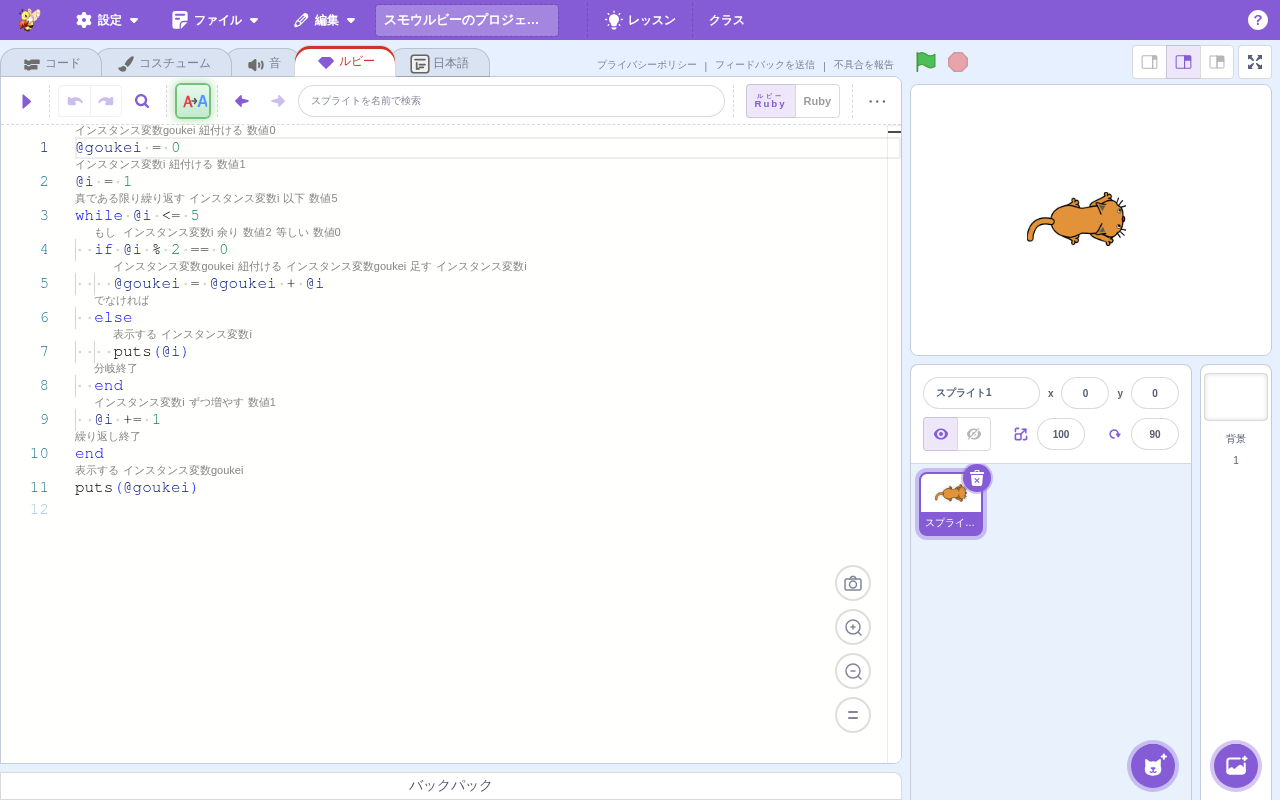 設定 ファイル 編集 スモウルビーのプロジェ… レッスン クラス ?
コード コスチューム 音 ルビー 日本語 プライバシーポリシー | フィードバックを送信 | 不具合を報告
A→A スプライトを名前で検索 ルビー Ruby Ruby ...
インスタンス変数goukei 紐付ける 数値0
1 @goukei = 0
インスタンス変数i 紐付ける 数値1
2 @i = 1
真である限り繰り返す インスタンス変数i 以下 数値5
3 while @i <= 5
もし インスタンス変数i 余り 数値2 等しい 数値0
4 if @i % 2 == 0
インスタンス変数goukei 紐付ける インスタンス変数goukei 足す インスタンス変数i
5 @goukei = @goukei + @i
でなければ
6 else
表示する インスタンス変数i
7 puts(@i)
分岐終了
8 end
インスタンス変数i ずつ増やす 数値1
9 @i += 1
繰り返し終了
10 end
表示する インスタンス変数goukei
11 puts(@goukei)
12
バックパック
スプライト1 x 0 y 0
100 90
スプライ...
背景
1